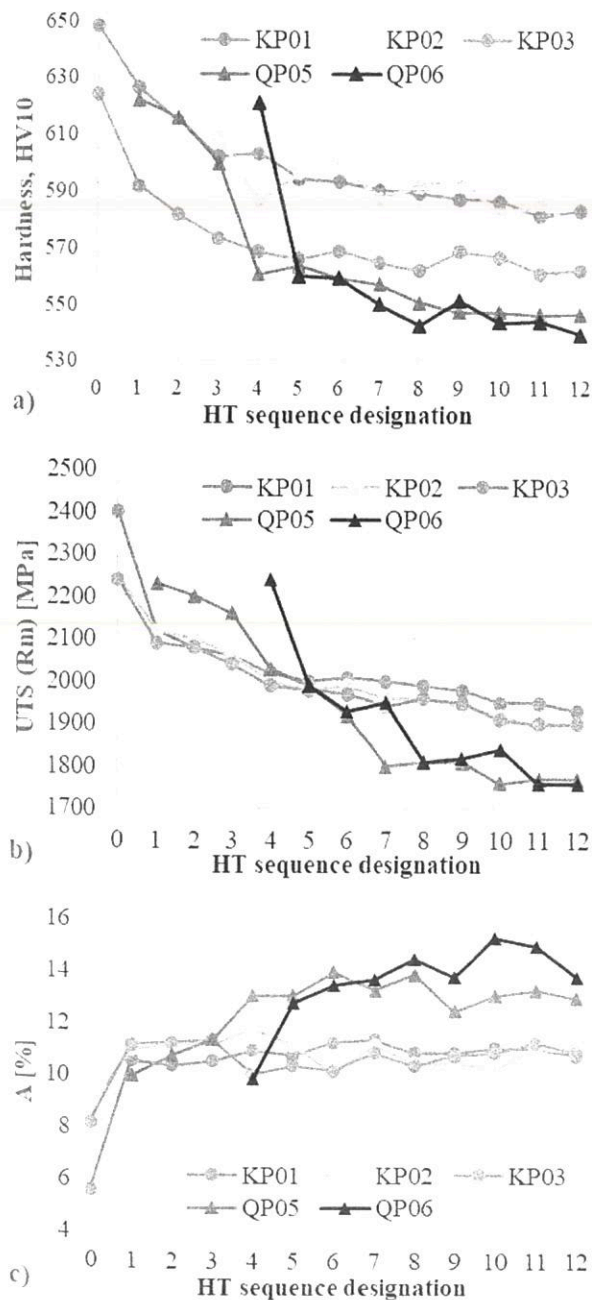 650
KP01 KP02 KP03
630
QP05 QP06
610
Hardness, HV10
590
570
550
530
0 1 2 3 4 5 6 7 8 9 10 11 12
a)
HT sequence designation
2500
KP01 KP02 KP03
2400
QP05 QP06
2300
UTS (Rm) [MPa]
2200
2100
2000
1900
1800
1700
0 1 2 3 4 5 6 7 8 9 10 11 12
b)
HT sequence designation
16
14
12
A [%]
10
8
KP01 KP02 KP03
6
QP05 QP06
4
0 1 2 3 4 5 6 7 8 9 10 11 12
c)
HT sequence designation